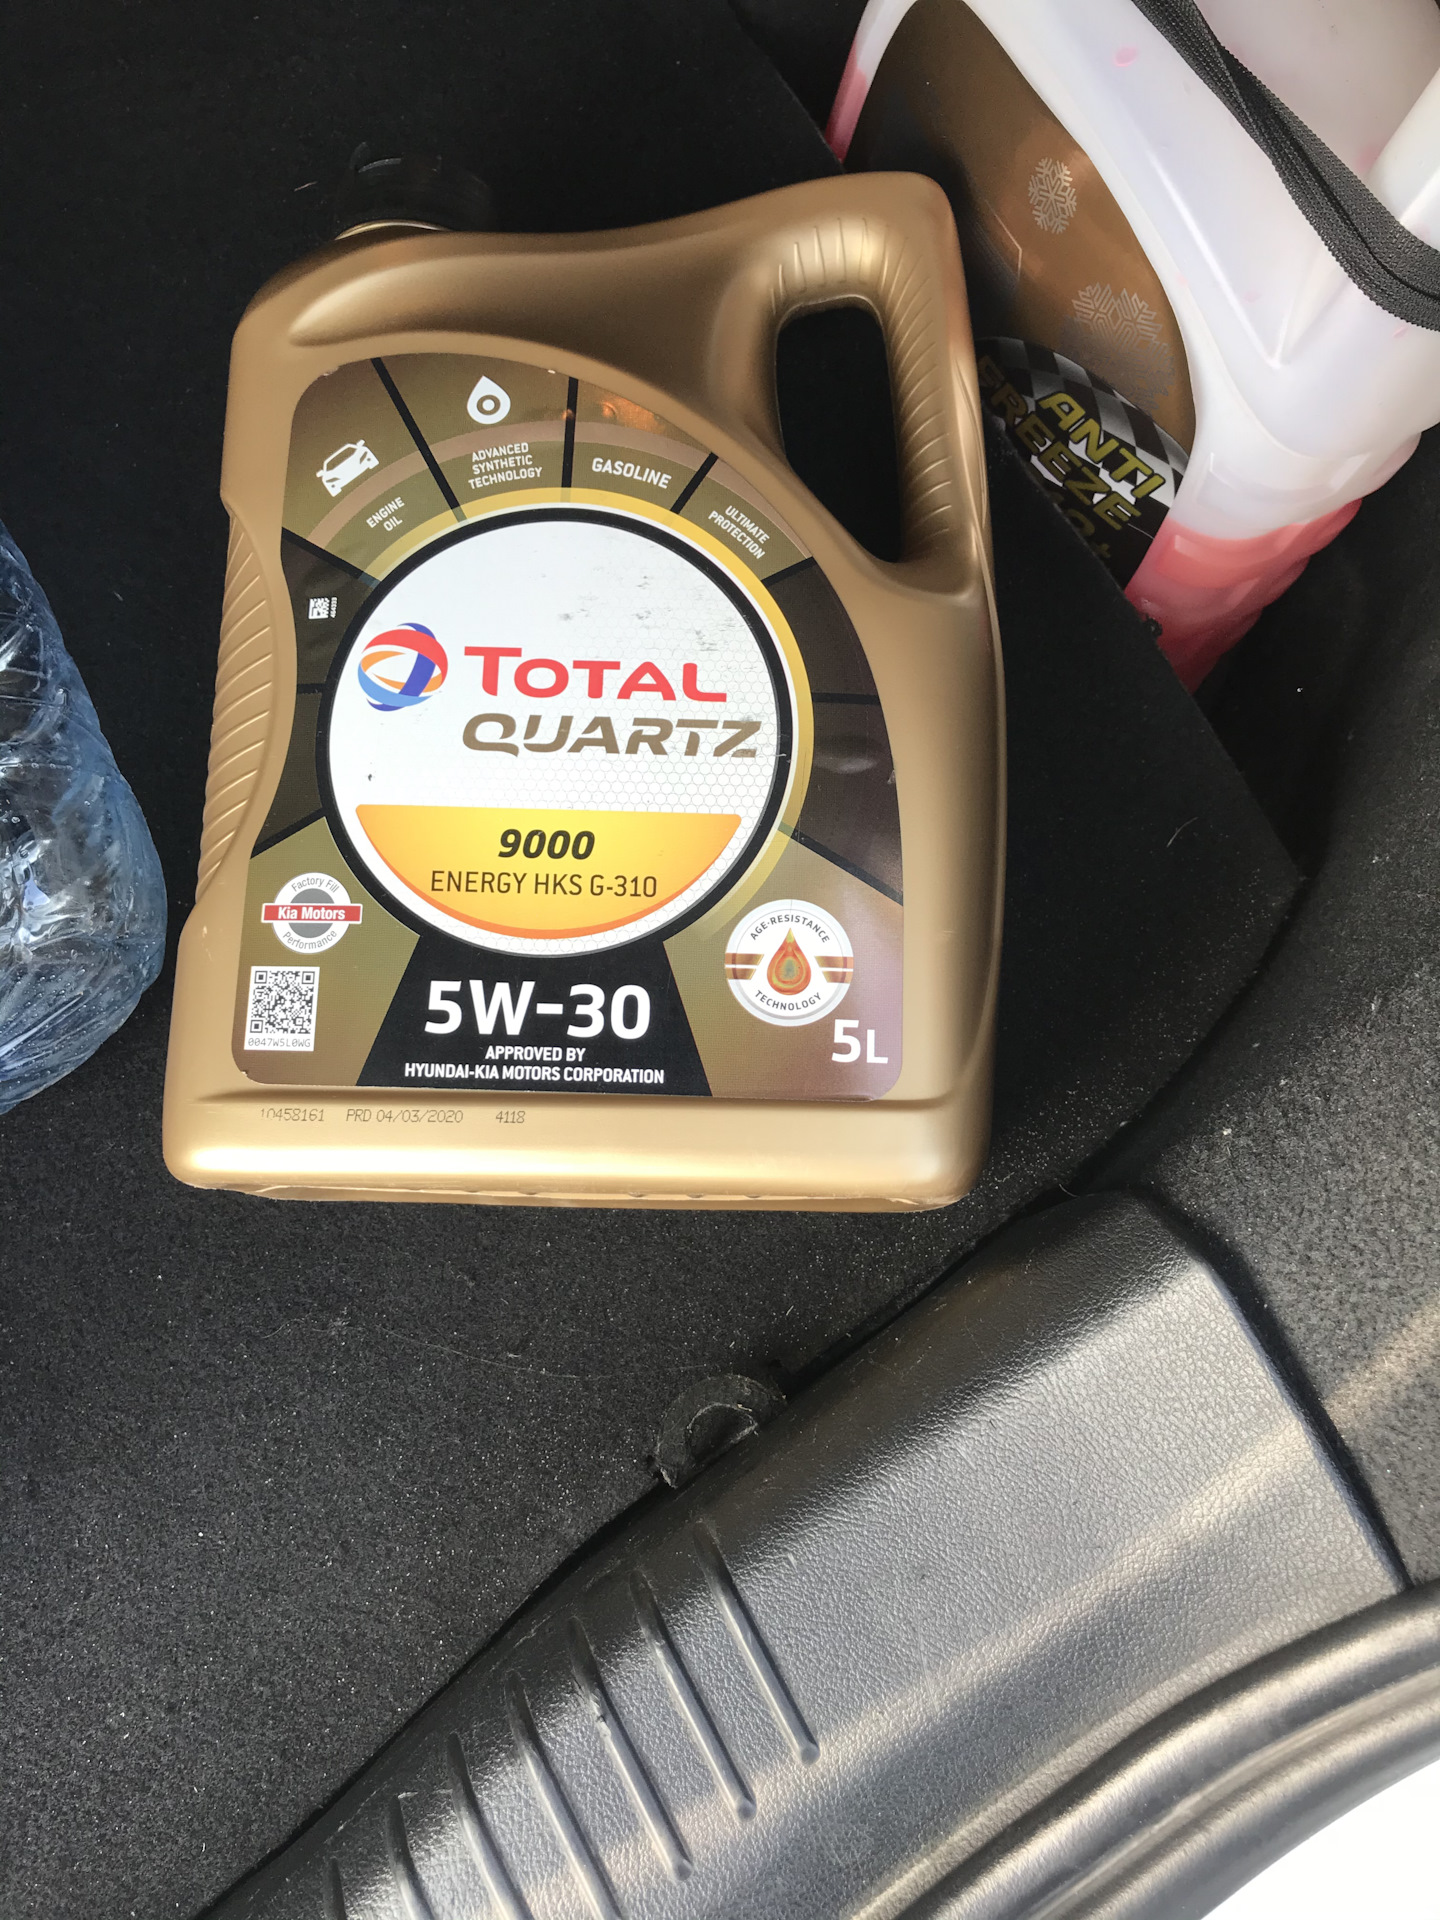 ENGINE
OIL
ADVANCED
SYNTHETIC
TECHNOLOGY
GASOLINE
ULTIMATE
PROTECTION
TOTAL
QUARTZ
9000
ENERGY HKS G-310
Factory Fill
Kia Motors
Performance
0047W5L0WG
AGE-RESISTANCE
TECHNOLOGY
5W-30
APPROVED BY
HYUNDAI-KIA MOTORS CORPORATION
5L
10458161 PRD 04/03/2020 4118
ANTI
FREEZE